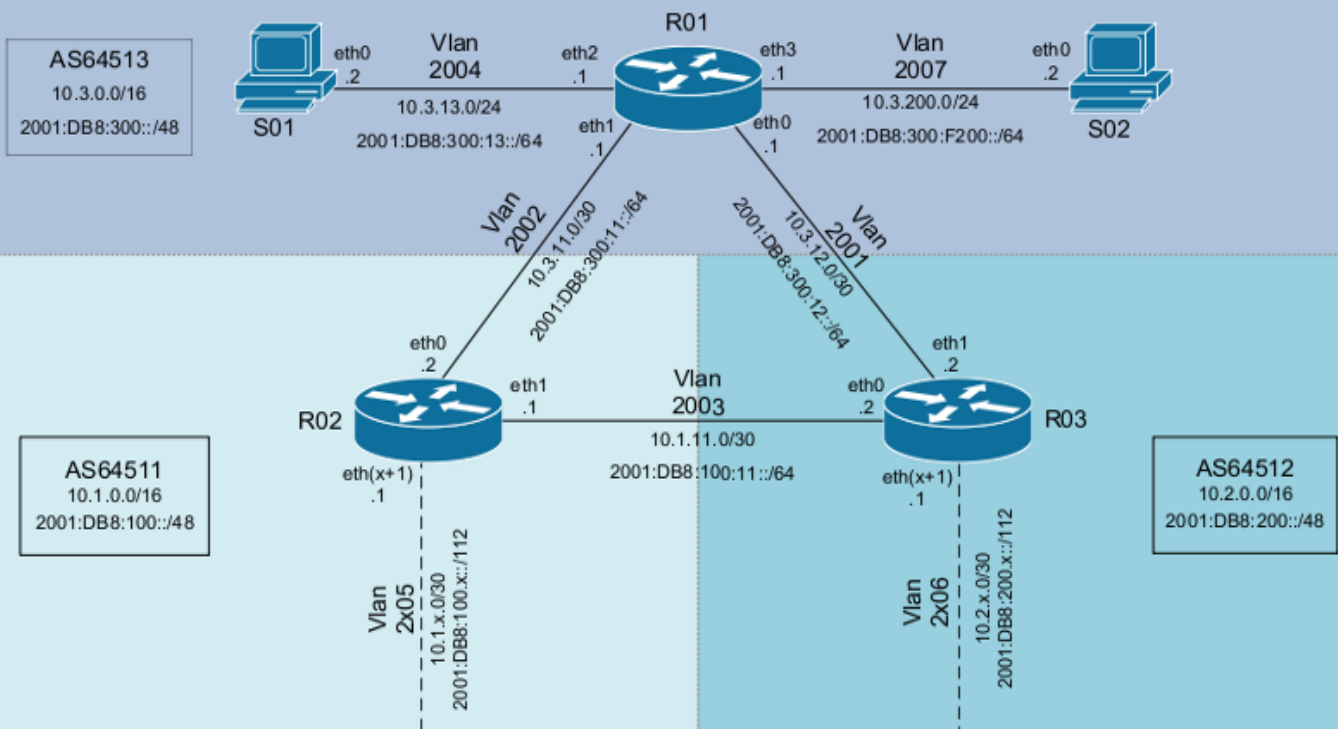 AS64513
10.3.0.0/16
2001:DB8:300::/48
eth0
.2
S01
Vlan
2004
10.3.13.0/24
2001:DB8:300:13::/64
eth2
.1
R01
eth3
.1
Vlan
2007
10.3.200.0/24
2001:DB8:300:F200::/64
eth0
.2
S02
eth1
.1
eth0
.1
Vlan
2002
10.3.11.0/30
2001:DB8:300:11::/64
Vlan
2001
10.3.12.0/30
2001:DB8:300:12::/64
eth0
.2
R02
eth1
.1
Vlan
2003
10.1.11.0/30
2001:DB8:100:11::/64
eth0
.2
eth1
.2
R03
AS64511
10.1.0.0/16
2001:DB8:100::/48
eth(x+1)
.1
Vlan
2x05
10.1.x.0/30
2001:DB8:100.x::/112
eth(x+1)
.1
Vlan
2x06
10.2.x.0/30
2001:DB8:200.x::/112
AS64512
10.2.0.0/16
2001:DB8:200::/48